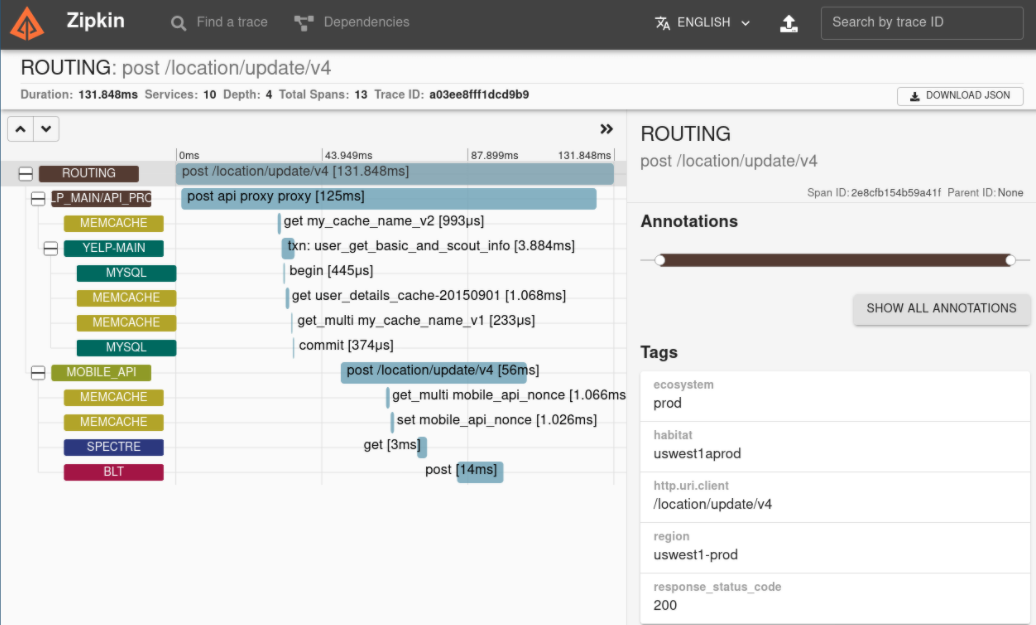 Zipkin Find a trace Dependencies ENGLISH Search by trace ID
ROUTING: post /location/update/v4
Duration: 131.848ms Services: 10 Depth: 4 Total Spans: 13 Trace ID: a03ee8fff1dcd9b9
DOWNLOAD JSON
0ms 43.949ms 87.899ms 131.848ms
ROUTING post /location/update/v4 [131.848ms]
LP_MAIN/API_PRO post api proxy proxy [125ms]
MEMCACHE get my_cache_name_v2 [993µs]
YELP-MAIN txn: user_get_basic_and_scout_info [3.884ms]
MYSQL begin [445µs]
MEMCACHE get user_details_cache-20150901 [1.068ms]
MEMCACHE get_multi my_cache_name_v1 [233µs]
MYSQL commit [374µs]
MOBILE_API post /location/update/v4 [56ms]
MEMCACHE get_multi mobile_api_nonce [1.066ms
MEMCACHE set mobile_api_nonce [1.026ms]
SPECTRE get [3ms]
BLT post [14ms]
ROUTING
post /location/update/v4
Span ID: 2e8cfb154b59a41f Parent ID: None
Annotations
SHOW ALL ANNOTATIONS
Tags
ecosystem
prod
habitat
uswest1aprod
http.uri.client
/location/update/v4
region
uswest1-prod
response_status_code
200